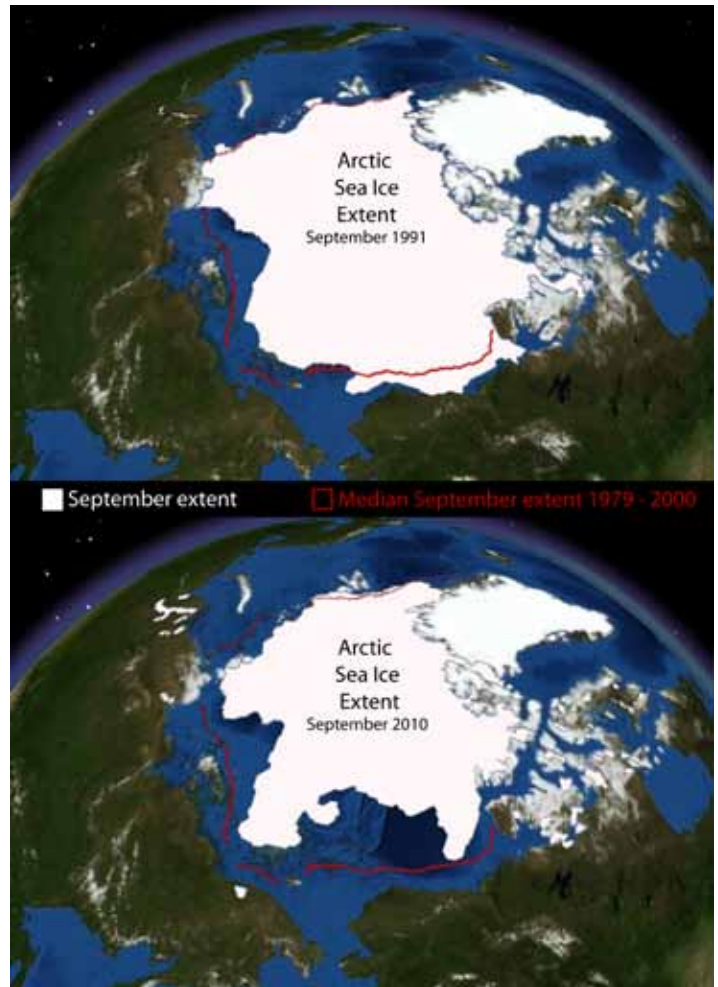 Arctic
Sea Ice
Extent
September 1991
September extent
Median September extent 1979 - 2000
Arctic
Sea Ice
Extent
September 2010